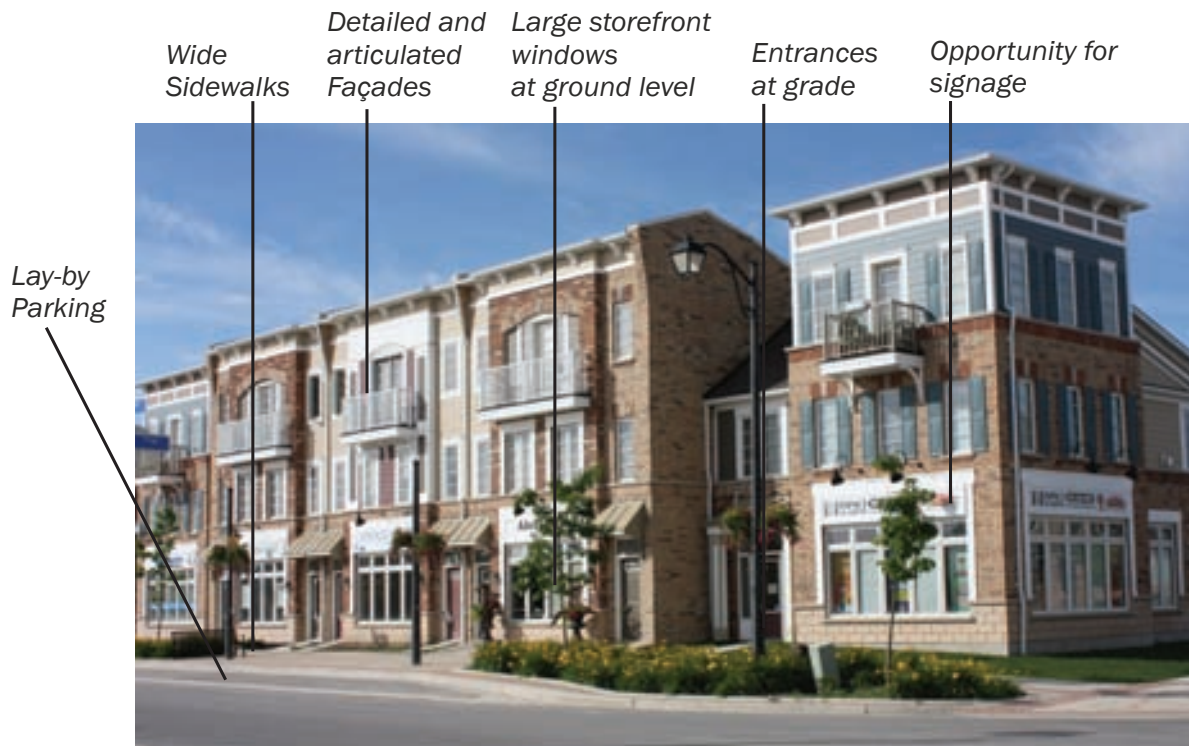 Wide
Sidewalks
Detailed and
articulated
Façades
Large storefront
windows
at ground level
Entrances
at grade
Opportunity for
signage
Lay-by
Parking